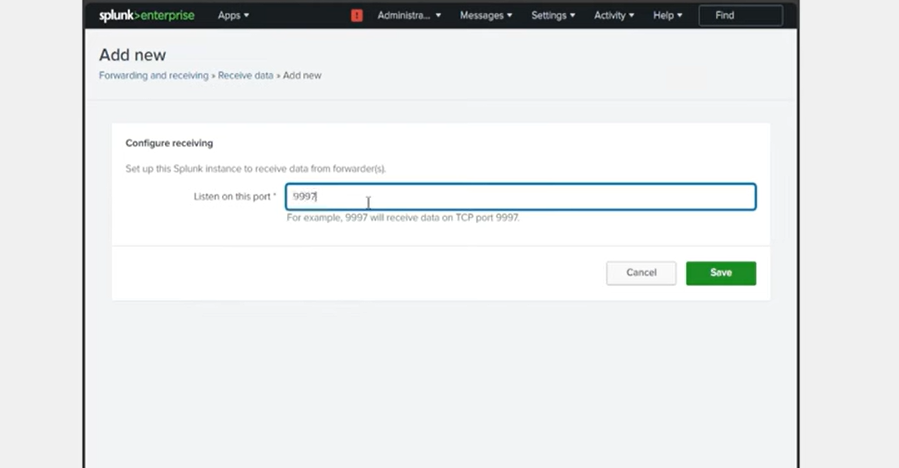 splunk>enterprise Apps ▾ ! Administra... ▾ Messages ▾ Settings ▾ Activity ▾ Help ▾ Find
Add new
Forwarding and receiving » Receive data » Add new
Configure receiving
Set up this Splunk instance to receive data from forwarder(s).
Listen on this port * 9997
For example, 9997 will receive data on TCP port 9997.
Cancel Save